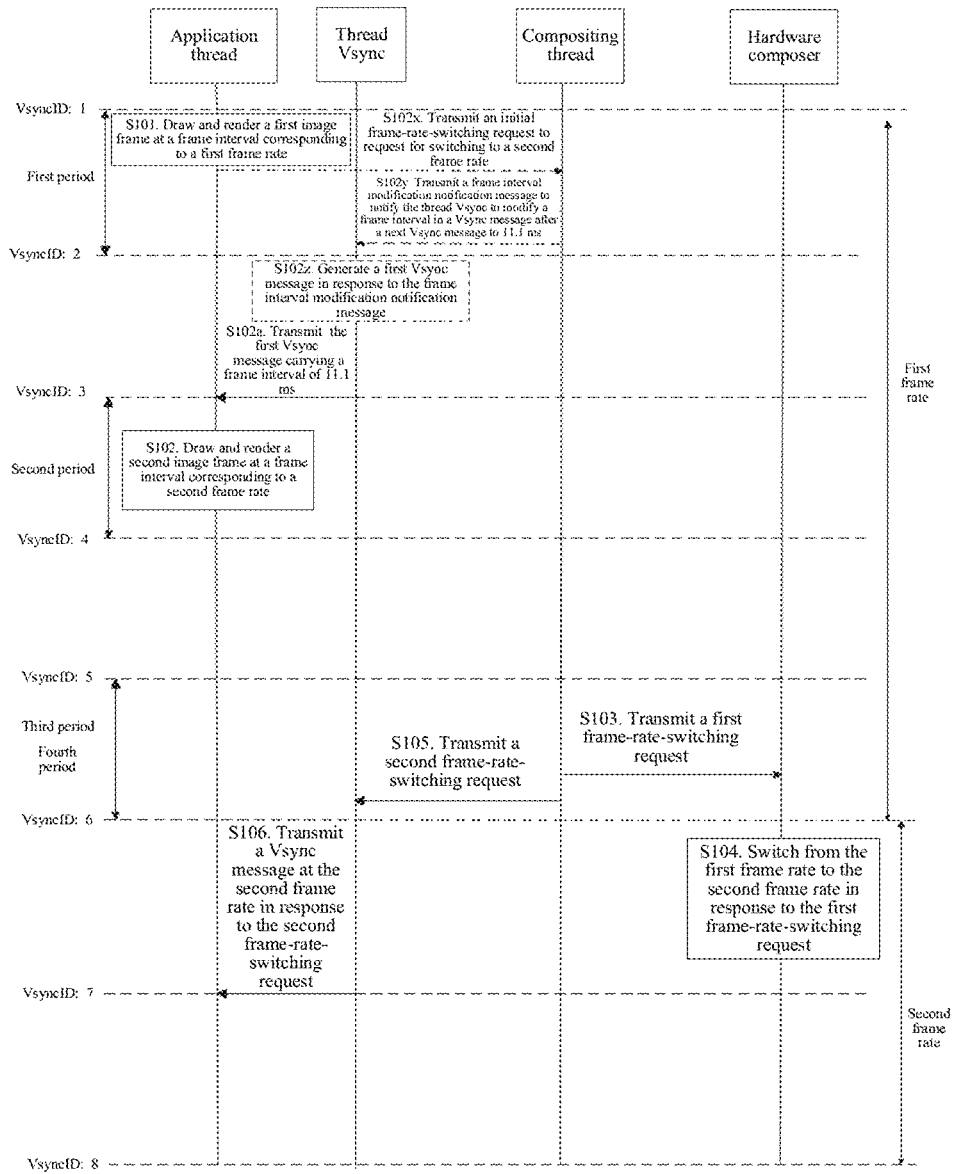 Application
thread
Thread
Vsync
Compositing
thread
Hardware
composer
VsyncID: 1
S101. Draw and render a first image
frame at a frame interval corresponding
to a first frame rate
S102x. Transmit an initial
frame-rate-switching request to
request for switching to a second
frame rate
First period
S102y. Transmit a frame interval
modification notification message to
notify the thread Vsync to modify a
frame interval in a Vsync message after
a next Vsync message to 11.1 ms
VsyncID: 2
S102z. Generate a first Vsync
message in response to the frame
interval modification notification
message
S102a. Transmit the
first Vsync
message carrying a
frame interval of 11.1
ms
First
frame
rate
VsyncID: 3
S102. Draw and render a
second image frame at a frame
interval corresponding to a
second frame rate
Second period
VsyncID: 4
VsyncID: 5
Third period
Fourth
period
S103. Transmit a first
frame-rate-switching
request
S105. Transmit a
second frame-rate-
switching request
VsyncID: 6
S106. Transmit
a Vsync
message at the
second frame
rate in response
to the second
frame-rate-
switching
request
S104. Switch from the
first frame rate to the
second frame rate in
response to the first
frame-rate-switching
request
VsyncID: 7
Second
frame
rate
VsyncID: 8